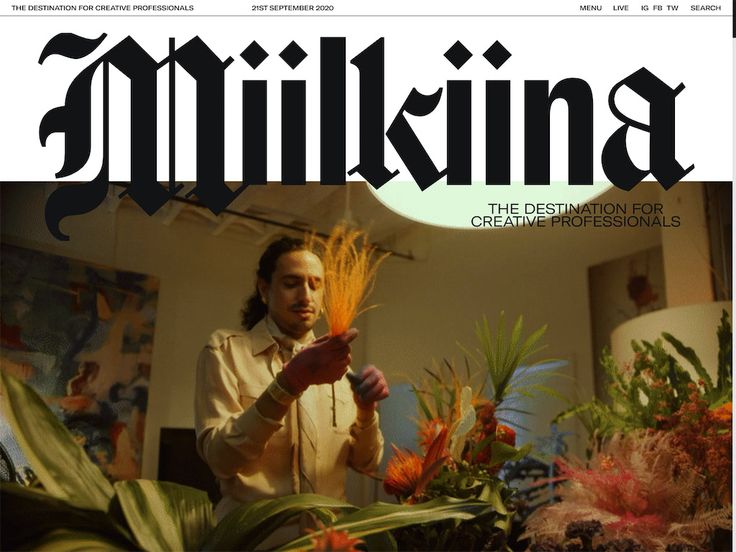 THE DESTINATION FOR CREATIVE PROFESSIONALS 21ST SEPTEMBER 2020 MENU LIVE IG FB TW SEARCH
Miilkiina
THE DESTINATION FOR
CREATIVE PROFESSIONALS